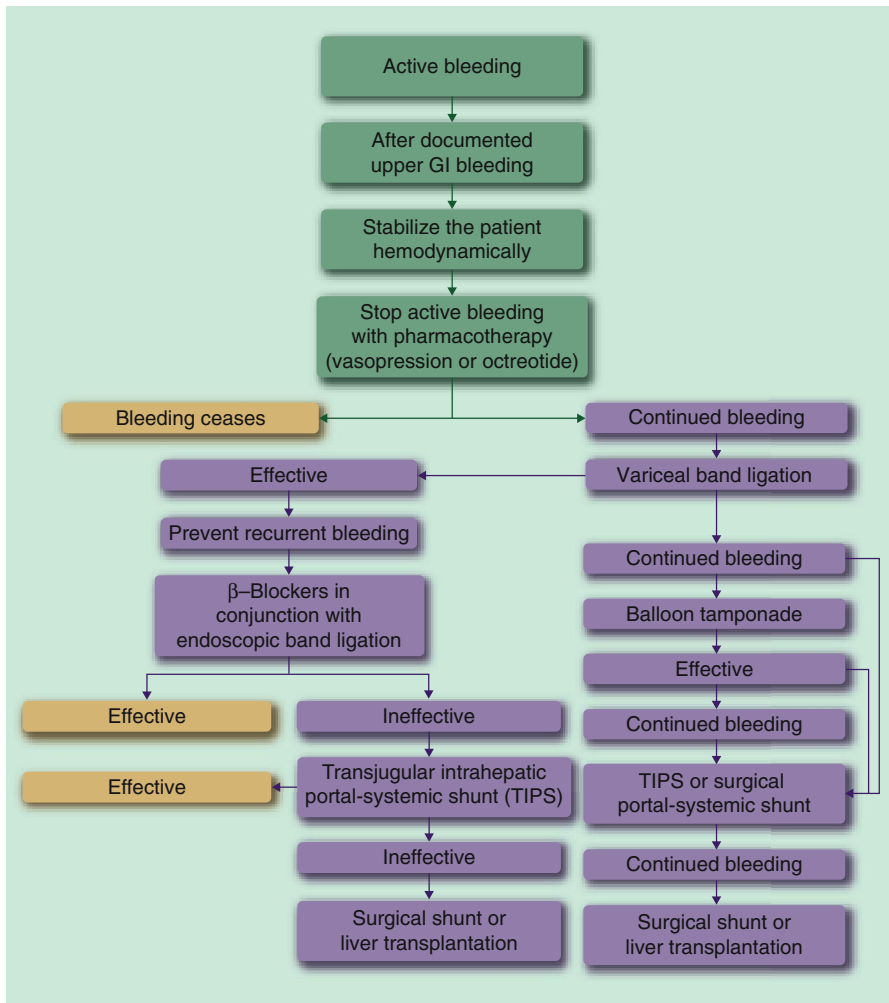 Active bleeding
After documented
upper GI bleeding
Stabilize the patient
hemodynamically
Stop active bleeding
with pharmacotherapy
(vasopression or octreotide)
Bleeding ceases
Continued bleeding
Effective
Variceal band ligation
Prevent recurrent bleeding
β–Blockers in
conjunction with
endoscopic band ligation
Effective
Ineffective
Effective
Transjugular intrahepatic
portal-systemic shunt (TIPS)
Ineffective
Surgical shunt or
liver transplantation
Continued bleeding
Balloon tamponade
Effective
Continued bleeding
TIPS or surgical
portal-systemic shunt
Continued bleeding
Surgical shunt or
liver transplantation